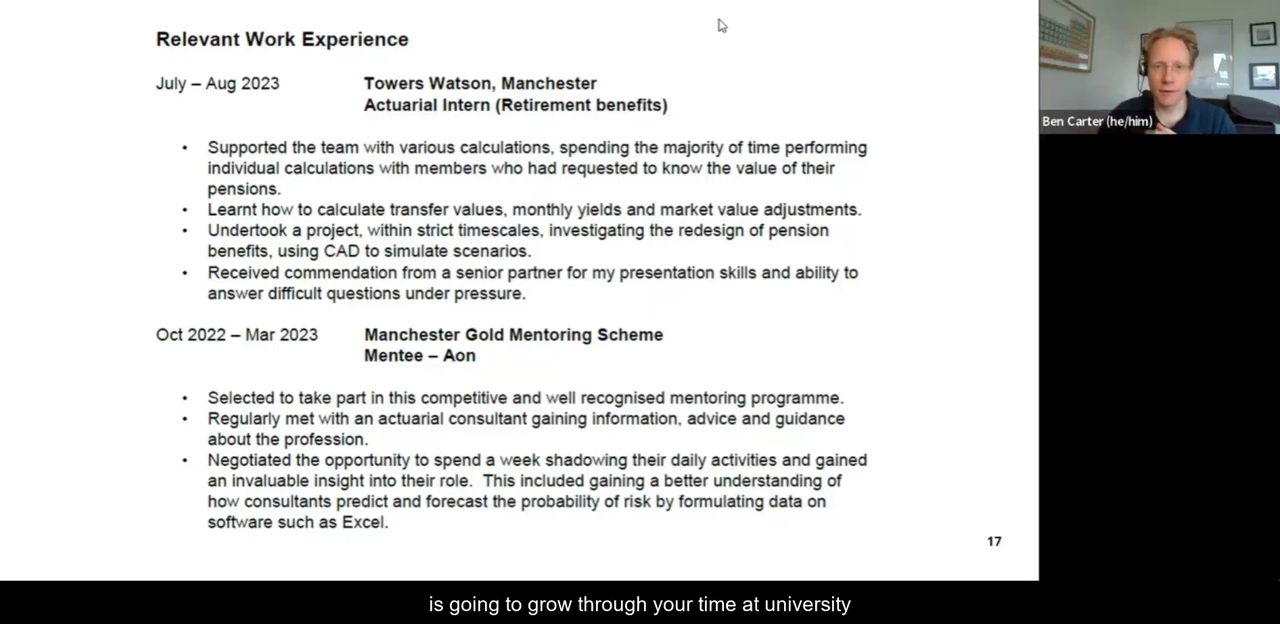 Relevant Work Experience
July – Aug 2023 Towers Watson, Manchester
Actuarial Intern (Retirement benefits)
• Supported the team with various calculations, spending the majority of time performing
individual calculations with members who had requested to know the value of their
pensions.
• Learnt how to calculate transfer values, monthly yields and market value adjustments.
• Undertook a project, within strict timescales, investigating the redesign of pension
benefits, using CAD to simulate scenarios.
• Received commendation from a senior partner for my presentation skills and ability to
answer difficult questions under pressure.
Oct 2022 – Mar 2023 Manchester Gold Mentoring Scheme
Mentee – Aon
• Selected to take part in this competitive and well recognised mentoring programme.
• Regularly met with an actuarial consultant gaining information, advice and guidance
about the profession.
• Negotiated the opportunity to spend a week shadowing their daily activities and gained
an invaluable insight into their role. This included gaining a better understanding of
how consultants predict and forecast the probability of risk by formulating data on
software such as Excel.
17
Ben Carter (he/him)
is going to grow through your time at university